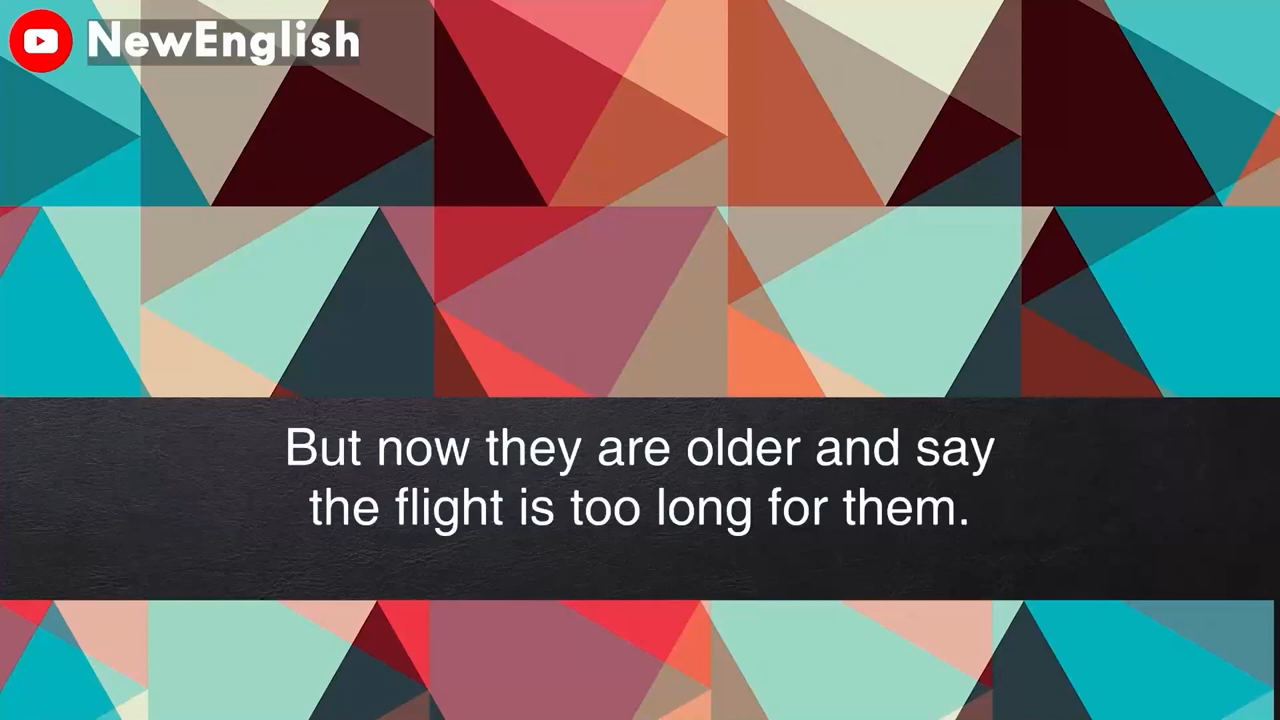 NewEnglish
But now they are older and say
the flight is too long for them.